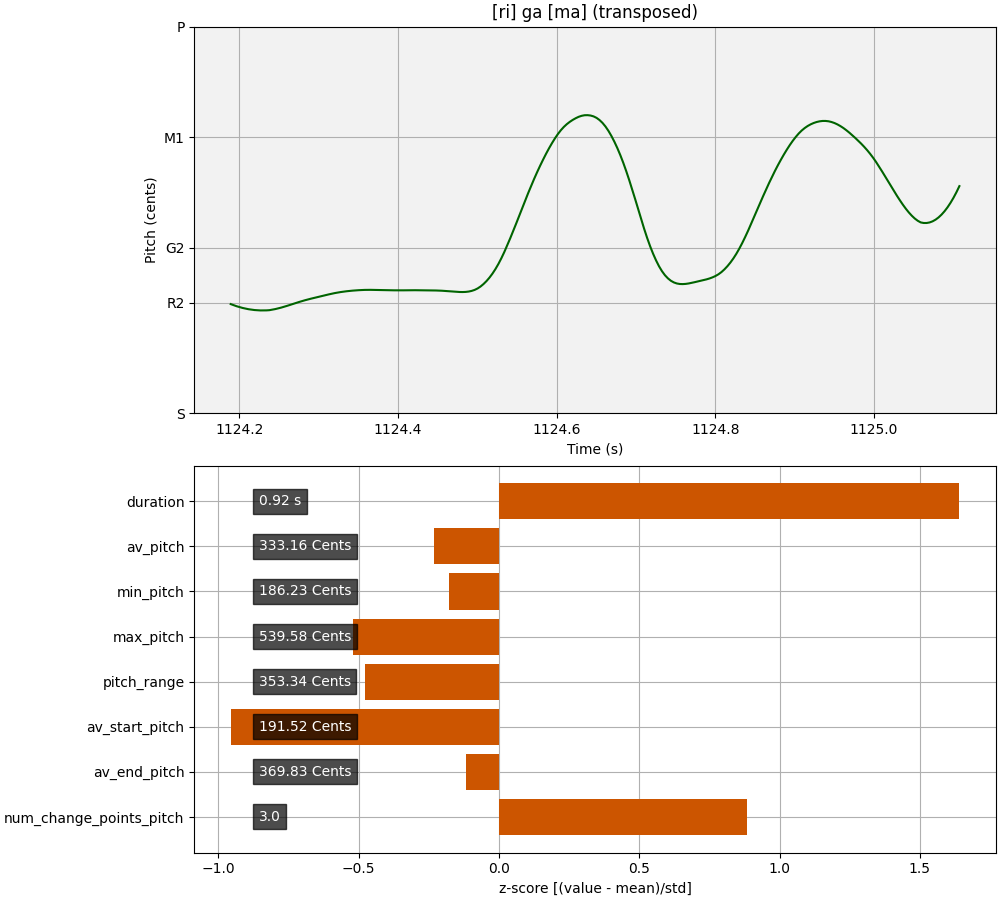 [ri] ga [ma] (transposed)
P
M1
G2
R2
S
Pitch (cents)
1124.2 1124.4 1124.6 1124.8 1125.0
Time (s)
duration 0.92 s
av_pitch 333.16 Cents
min_pitch 186.23 Cents
max_pitch 539.58 Cents
pitch_range 353.34 Cents
av_start_pitch 191.52 Cents
av_end_pitch 369.83 Cents
num_change_points_pitch 3.0
−1.0 −0.5 0.0 0.5 1.0 1.5
z-score [(value - mean)/std]